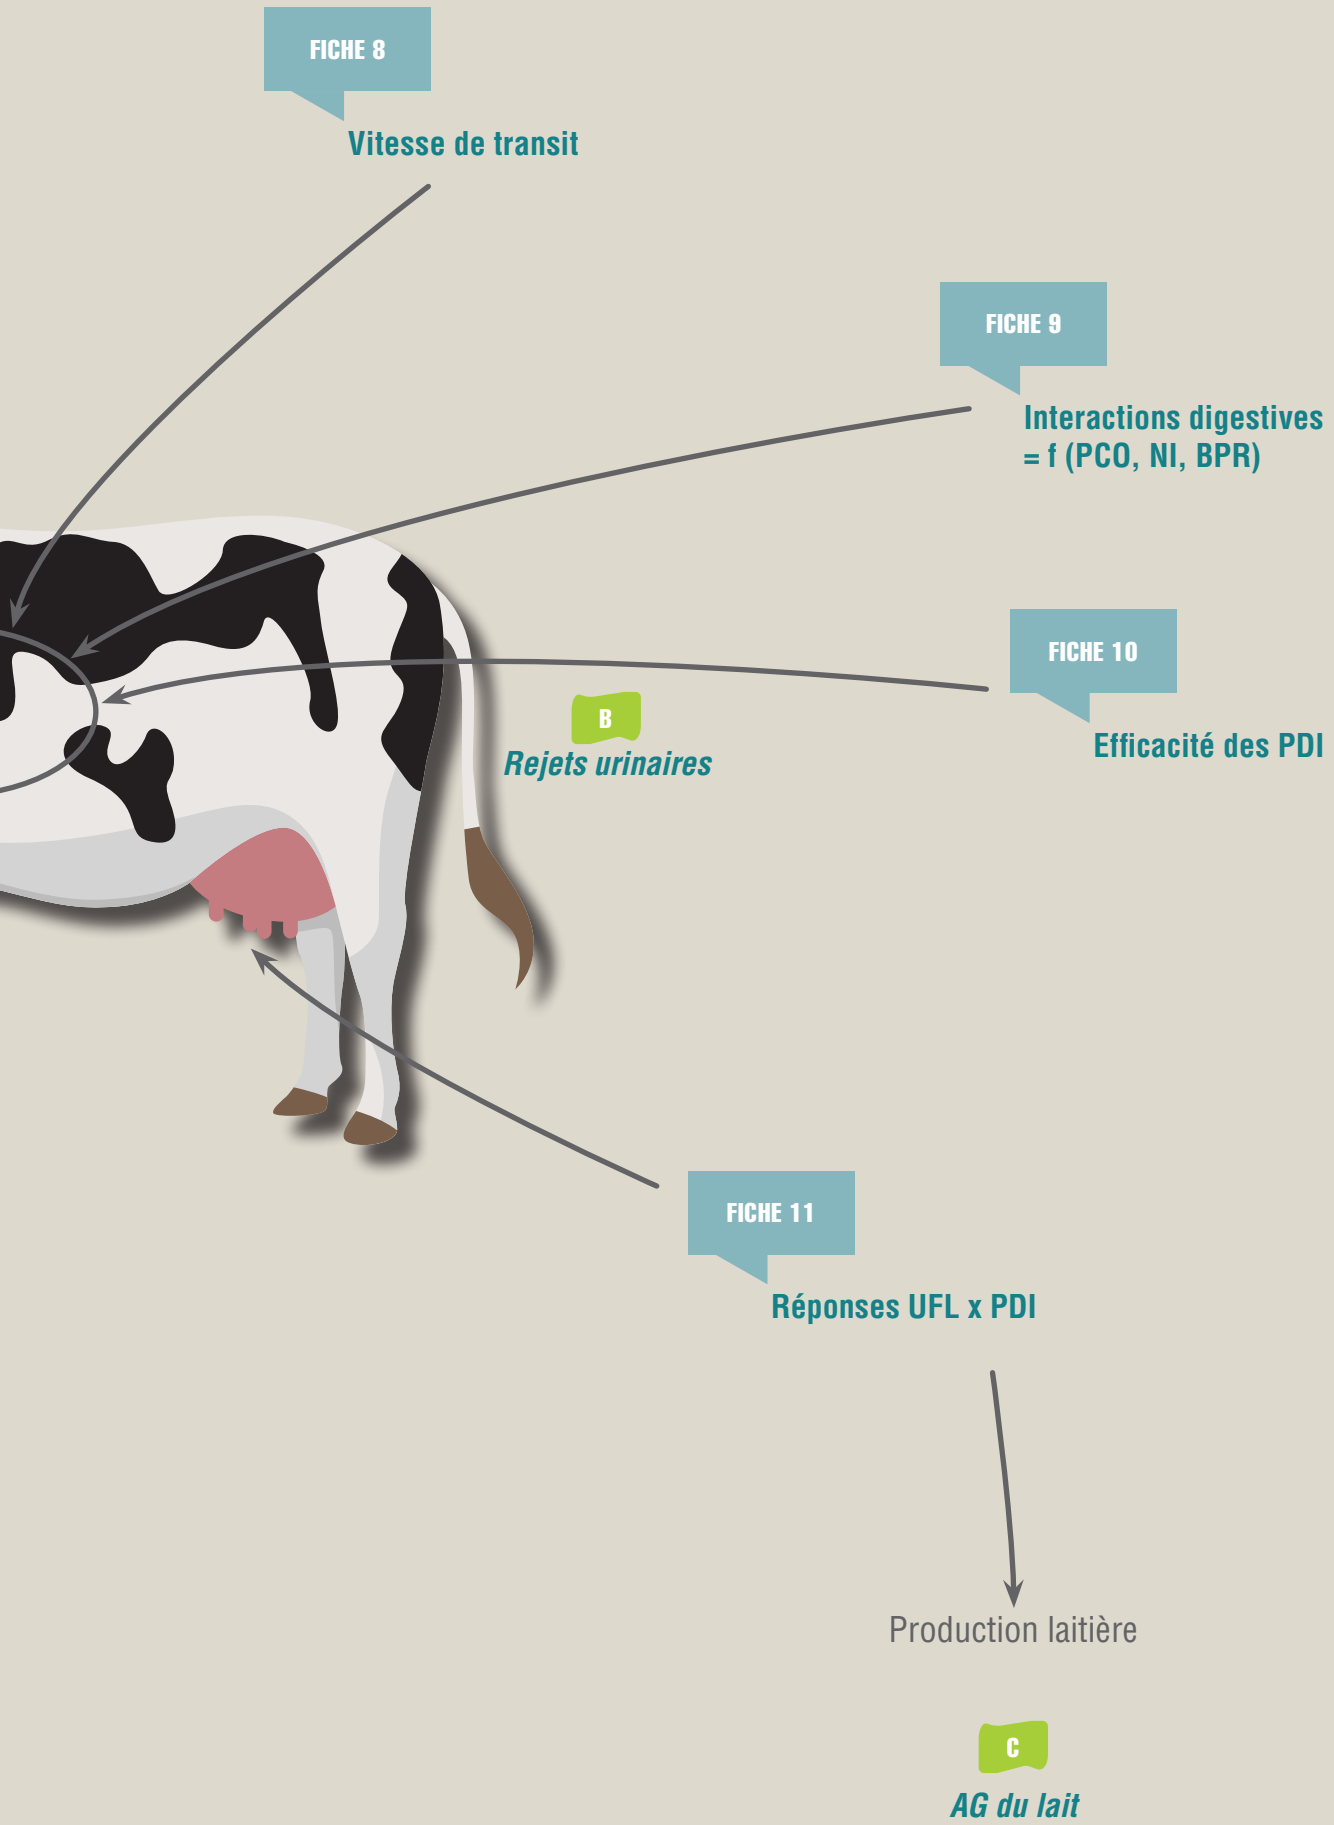 FICHE 8
Vitesse de transit
FICHE 9
Interactions digestives
= f (PCO, NI, BPR)
FICHE 10
Efficacité des PDI
B
Rejets urinaires
FICHE 11
Réponses UFL x PDI
Production laitière
C
AG du lait